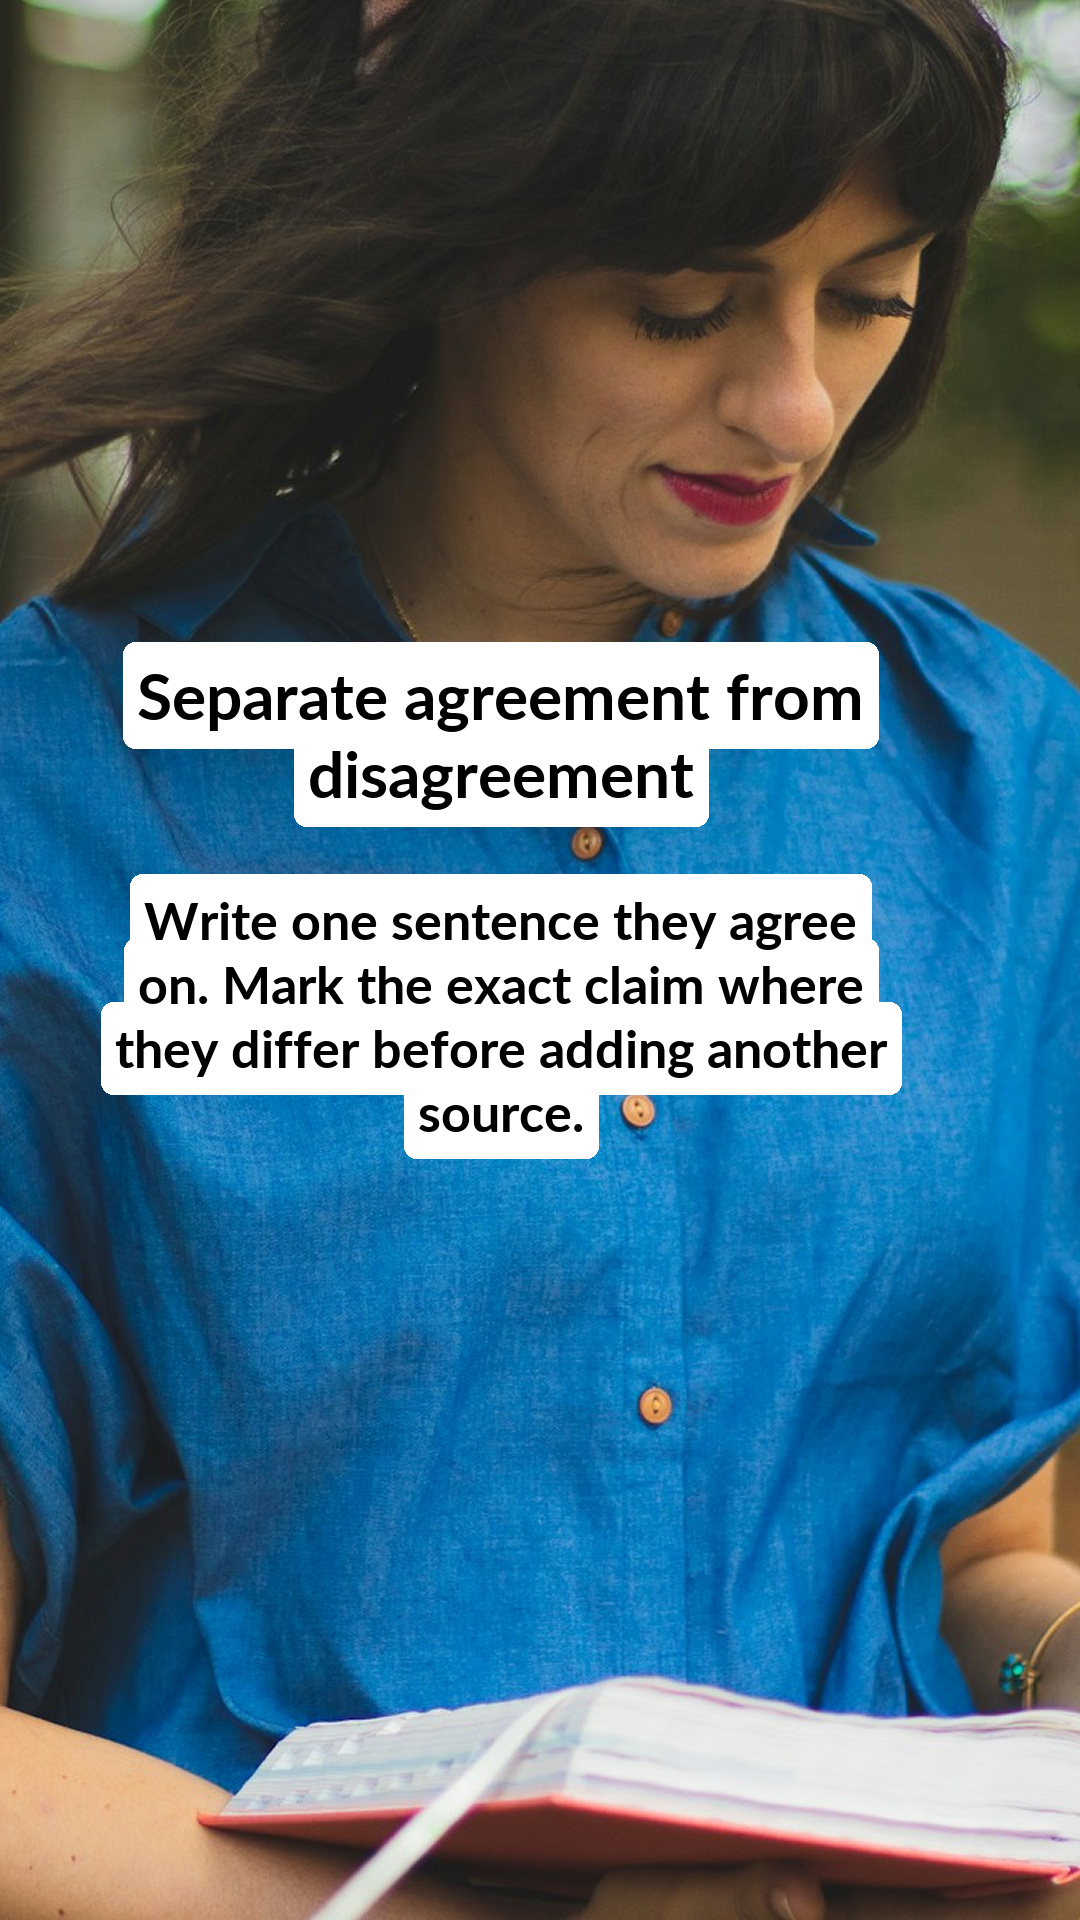 Separate agreement from
disagreement
Write one sentence they agree
on. Mark the exact claim where
they differ before adding another
source.